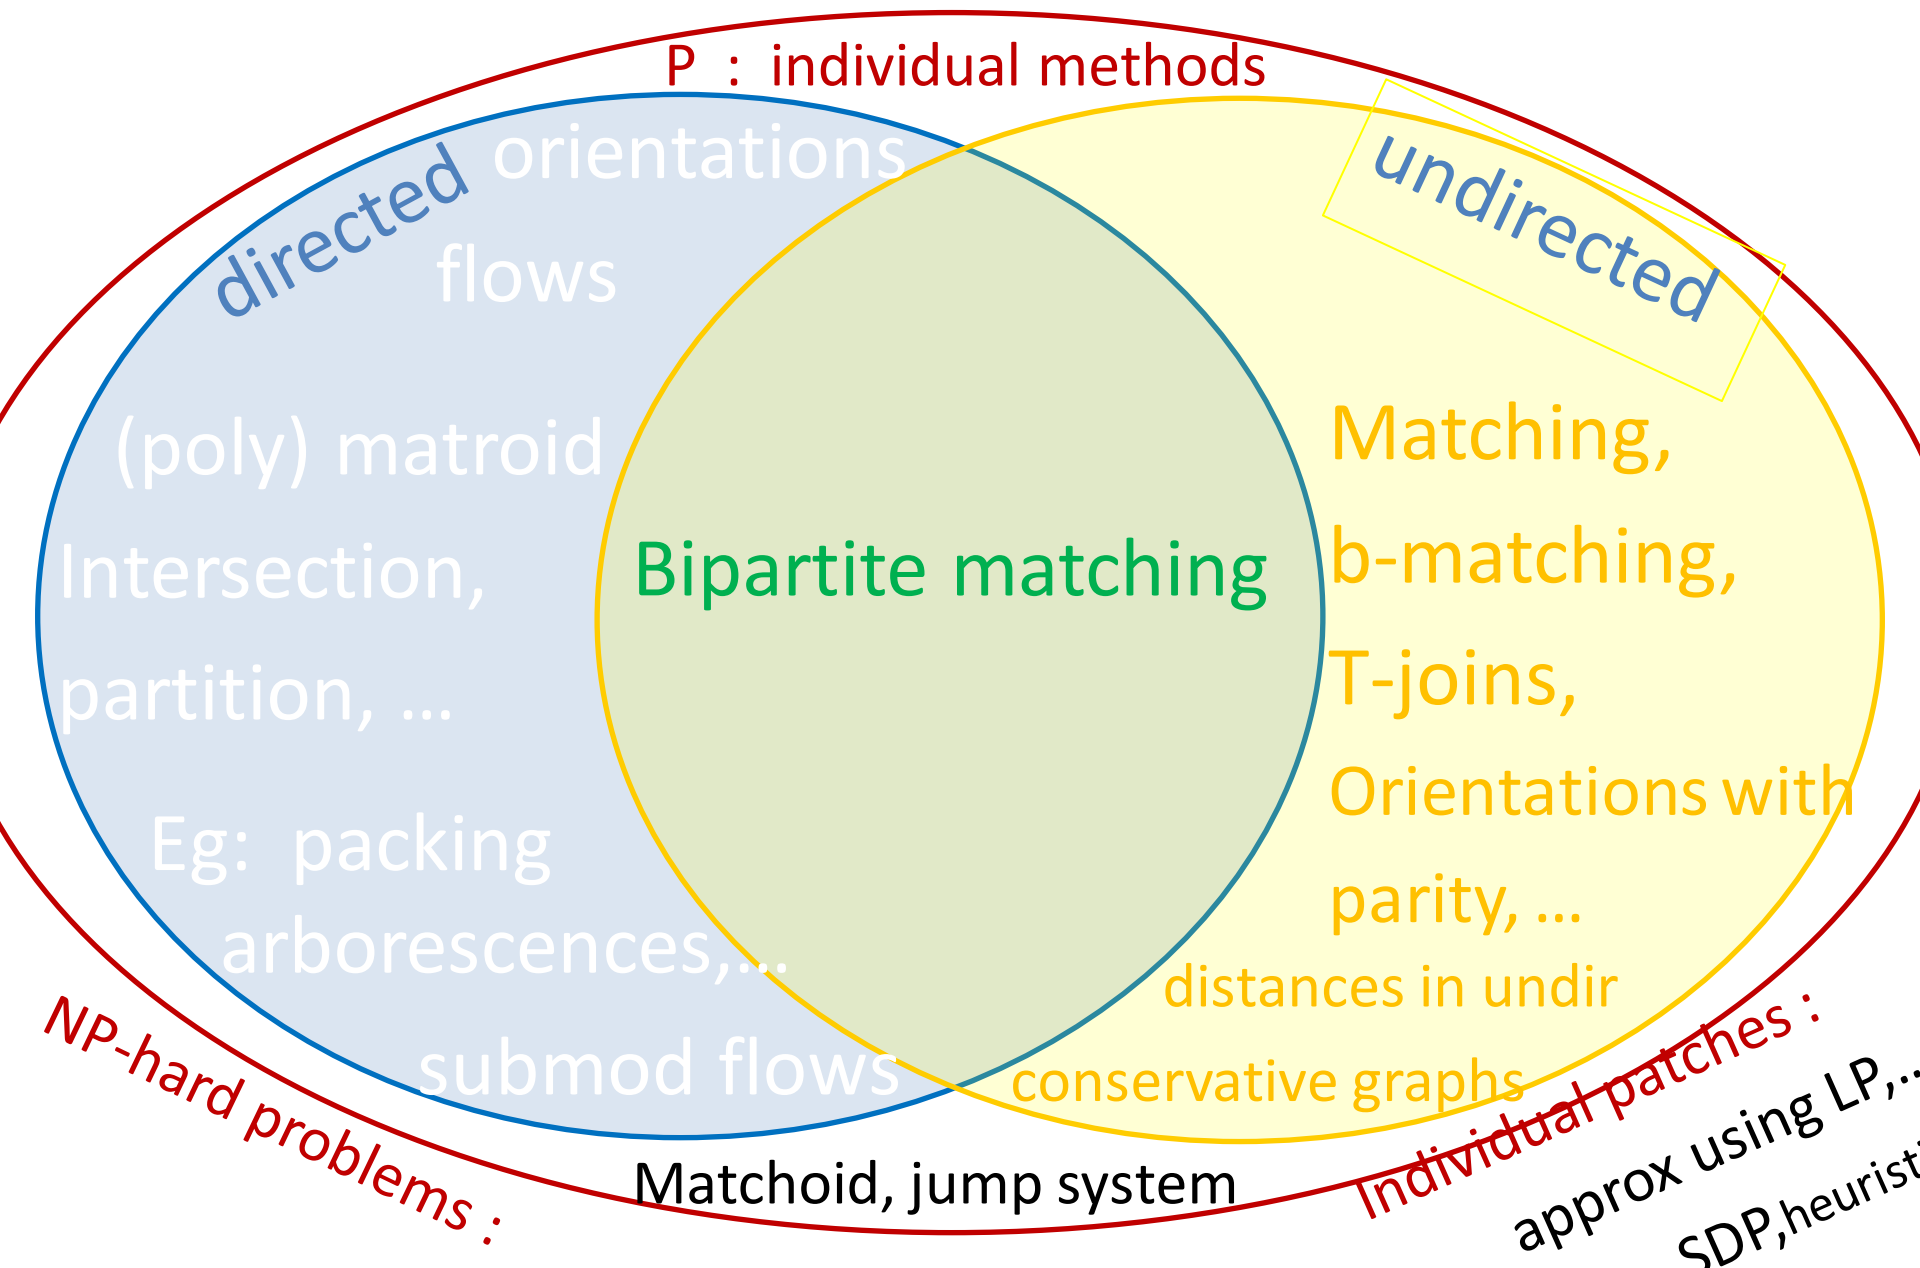 P : individual methods
directed
orientations
flows
(poly) matroid
Intersection,
partition, ...
Eg: packing
arborescences,...
submod flows
Bipartite matching
undirected
Matching,
b-matching,
T-joins,
Orientations with
parity, ...
distances in undir
conservative graphs
Matchoid, jump system
NP-hard problems :
Individual patches :
approx using LP,..
SDP,